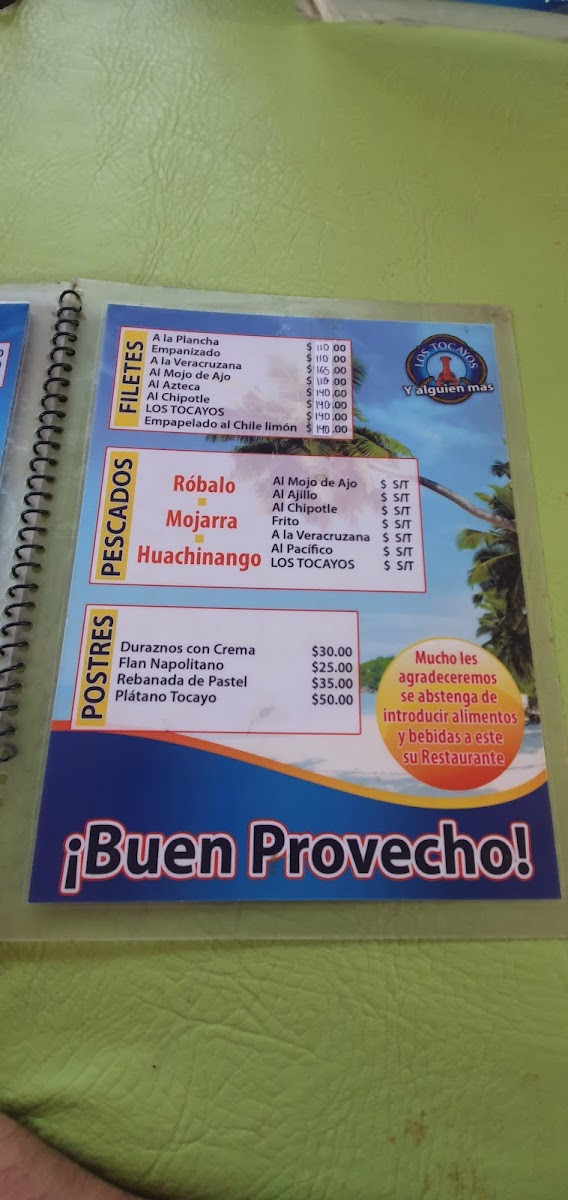 FILETES
A la Plancha $ 110.00
Empanizado $ 110.00
A la Veracruzana $ 165.00
Al Mojo de Ajo $ 110.00
Al Azteca $ 140.00
Al Chipotle $ 140.00
LOS TOCAYOS $ 140.00
Empapelado al Chile limón $ 140.00
LOS TOCAYOS
Y alguien más
PESCADOS
Róbalo
Mojarra
Huachinango
Al Mojo de Ajo $ S/T
Al Ajillo $ S/T
Al Chipotle $ S/T
Frito $ S/T
A la Veracruzana $ S/T
Al Pacífico $ S/T
LOS TOCAYOS $ S/T
POSTRES
Duraznos con Crema $30.00
Flan Napolitano $25.00
Rebanada de Pastel $35.00
Plátano Tocayo $50.00
Mucho les
agradeceremos
se abstenga de
introducir alimentos
y bebidas a este
su Restaurante
¡Buen Provecho!